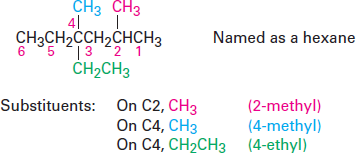 CH₃ CH₃
4
CH₃CH₂CCH₂CHCH₃ Named as a hexane
6 5 3 2 1
CH₂CH₃
Substituents: On C2, CH₃ (2-methyl)
On C4, CH₃ (4-methyl)
On C4, CH₂CH₃ (4-ethyl)